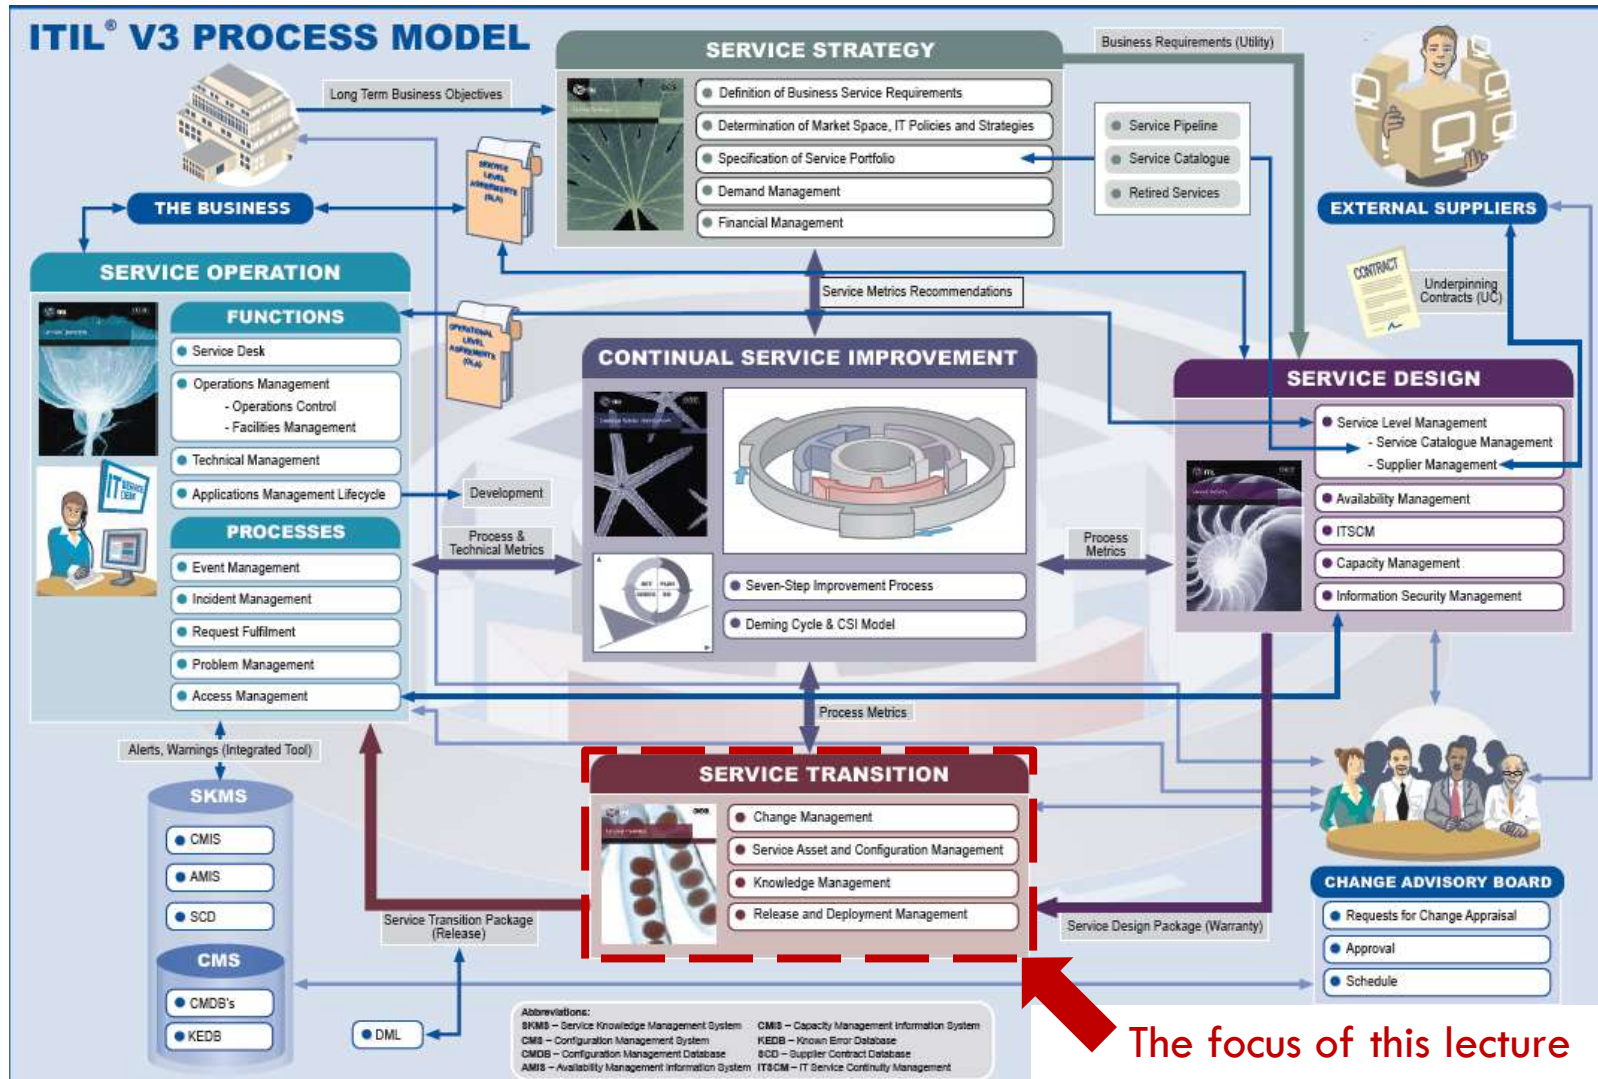 ITIL® V3 PROCESS MODEL
Long Term Business Objectives
THE BUSINESS
SERVICE
LEVEL
AGREEMENTS
(SLA)
SERVICE STRATEGY
Definition of Business Service Requirements
Determination of Market Space, IT Policies and Strategies
Specification of Service Portfolio
Demand Management
Financial Management
Business Requirements (Utility)
Service Pipeline
Service Catalogue
Retired Services
EXTERNAL SUPPLIERS
CONTRACT
Underpinning
Contracts (UC)
SERVICE OPERATION
FUNCTIONS
Service Desk
Operations Management
- Operations Control
- Facilities Management
Technical Management
Applications Management Lifecycle
PROCESSES
Event Management
Incident Management
Request Fulfilment
Problem Management
Access Management
IT SERVICE
DESK
OPERATIONAL
LEVEL
AGREEMENTS
(OLA)
Development
Process &
Technical Metrics
Service Metrics Recommendations
CONTINUAL SERVICE IMPROVEMENT
ACT PLAN
CHECK DO
Seven-Step Improvement Process
Deming Cycle & CSI Model
Process
Metrics
SERVICE DESIGN
Service Level Management
- Service Catalogue Management
- Supplier Management
Availability Management
ITSCM
Capacity Management
Information Security Management
Process Metrics
Alerts, Warnings (Integrated Tool)
SKMS
CMIS
AMIS
SCD
CMS
CMDB's
KEDB
DML
Service Transition Package
(Release)
SERVICE TRANSITION
Change Management
Service Asset and Configuration Management
Knowledge Management
Release and Deployment Management
Service Design Package (Warranty)
CHANGE ADVISORY BOARD
Requests for Change Appraisal
Approval
Schedule
Abbreviations:
SKMS – Service Knowledge Management System CMIS – Capacity Management Information System
CMS – Configuration Management System KEDB – Known Error Database
CMDB – Configuration Management Database SCD – Supplier Contract Database
AMIS – Availability Management Information System ITSCM – IT Service Continuity Management
The focus of this lecture